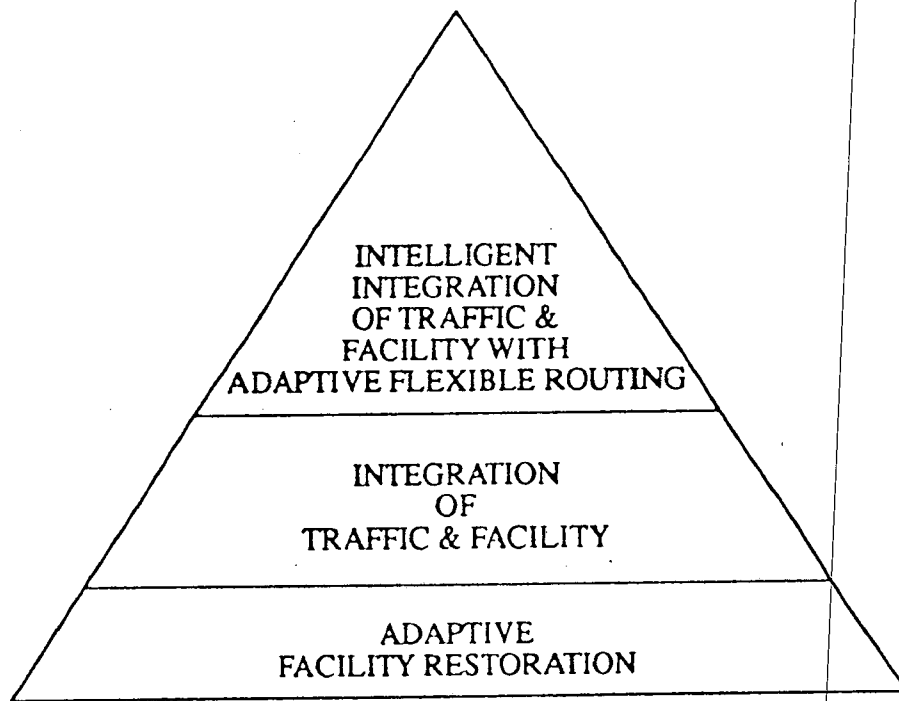 INTELLIGENT
INTEGRATION
OF TRAFFIC &
FACILITY WITH
ADAPTIVE FLEXIBLE ROUTING
INTEGRATION
OF
TRAFFIC & FACILITY
ADAPTIVE
FACILITY RESTORATION